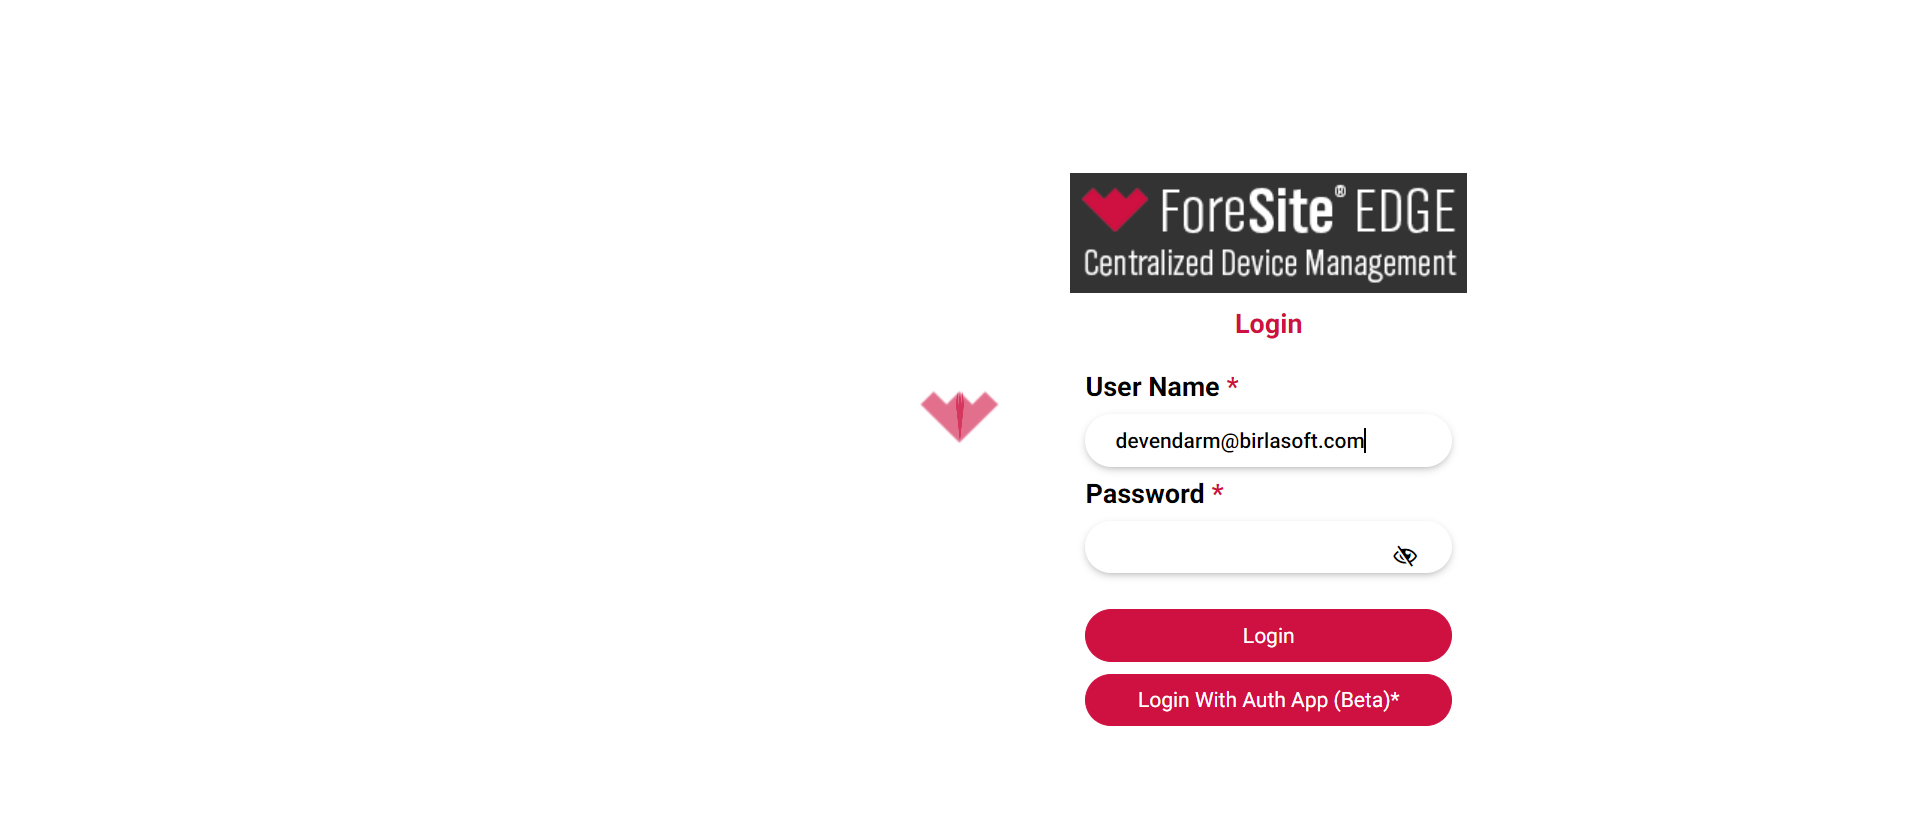 ForeSite® EDGE
Centralized Device Management
Login
User Name *
devendarm@birlasoft.com
Password *
Login
Login With Auth App (Beta)*